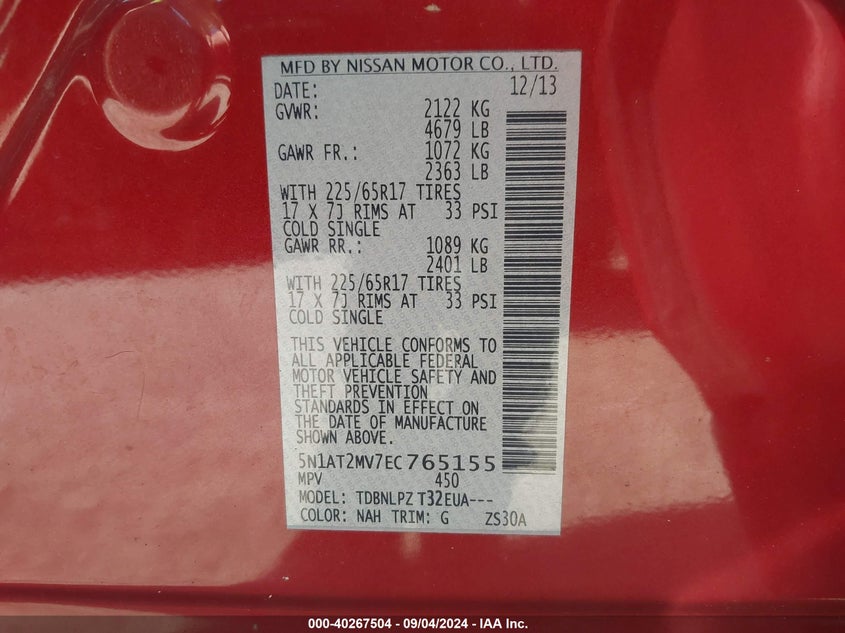 MFD BY NISSAN MOTOR CO., LTD.
DATE: 12/13
GVWR: 2122 KG
4679 LB
GAWR FR.: 1072 KG
2363 LB
WITH 225/65R17 TIRES
17 X 7J RIMS AT 33 PSI
COLD SINGLE
GAWR RR.: 1089 KG
2401 LB
WITH 225/65R17 TIRES
17 X 7J RIMS AT 33 PSI
COLD SINGLE
THIS VEHICLE CONFORMS TO
ALL APPLICABLE FEDERAL
MOTOR VEHICLE SAFETY AND
THEFT PREVENTION
STANDARDS IN EFFECT ON
THE DATE OF MANUFACTURE
SHOWN ABOVE.
5N1AT2MV7EC765155
MPV 450
MODEL: TDBNLPZ T32EUA---
COLOR: NAH TRIM: G ZS30A
000-40267504 - 09/04/2024 - IAA Inc.